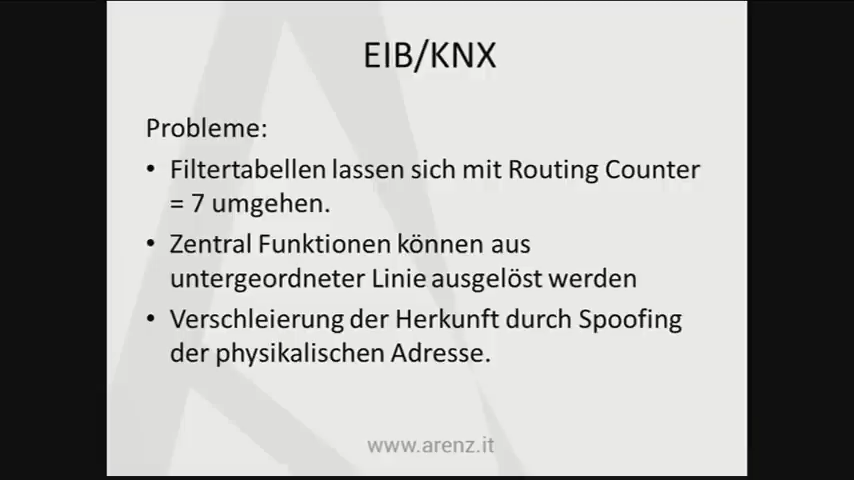 EIB/KNX
Probleme:
• Filtertabellen lassen sich mit Routing Counter
= 7 umgehen.
• Zentral Funktionen können aus
untergeordneter Linie ausgelöst werden
• Verschleierung der Herkunft durch Spoofing
der physikalischen Adresse.
www.arenz.it